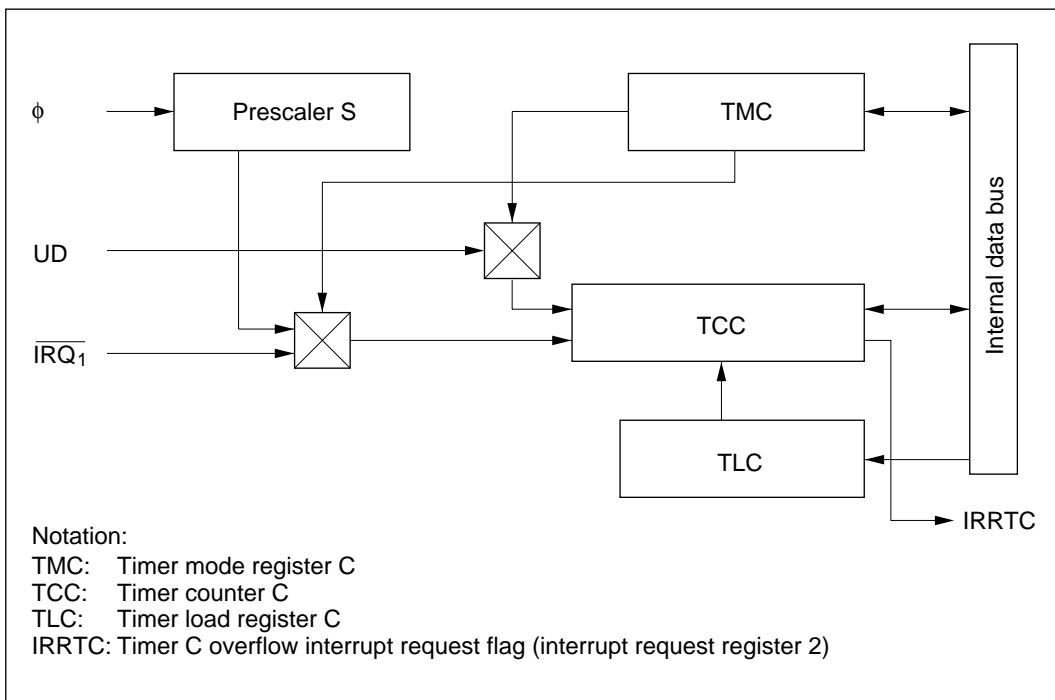 ϕ
Prescaler S
TMC
UD
TCC
IRQ1
TLC
Internal data bus
IRRTC
Notation:
TMC: Timer mode register C
TCC: Timer counter C
TLC: Timer load register C
IRRTC: Timer C overflow interrupt request flag (interrupt request register 2)